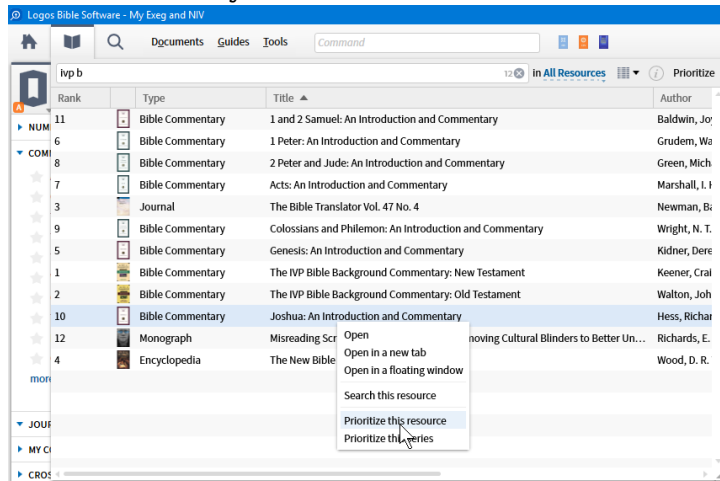 Logos Bible Software - My Exeg and NIV
Documents Guides Tools Command
ivp b 12 in All Resources Prioritize
A
Rank Type Title Author
NUM
COMM
11 Bible Commentary 1 and 2 Samuel: An Introduction and Commentary Baldwin, Joy
6 Bible Commentary 1 Peter: An Introduction and Commentary Grudem, Wa
8 Bible Commentary 2 Peter and Jude: An Introduction and Commentary Green, Mich
7 Bible Commentary Acts: An Introduction and Commentary Marshall, I. H
3 Journal The Bible Translator Vol. 47 No. 4 Newman, Ba
9 Bible Commentary Colossians and Philemon: An Introduction and Commentary Wright, N. T.
5 Bible Commentary Genesis: An Introduction and Commentary Kidner, Dere
1 Bible Commentary The IVP Bible Background Commentary: New Testament Keener, Crai
2 Bible Commentary The IVP Bible Background Commentary: Old Testament Walton, Joh
10 Bible Commentary Joshua: An Introduction and Commentary Hess, Richar
12 Monograph Misreading Scr moving Cultural Blinders to Better Un... Richards, E.
4 Encyclopedia The New Bible Wood, D. R.
Open
Open in a new tab
Open in a floating window
Search this resource
Prioritize this resource
Prioritize this series
more
JOUR
MY CO
CROS